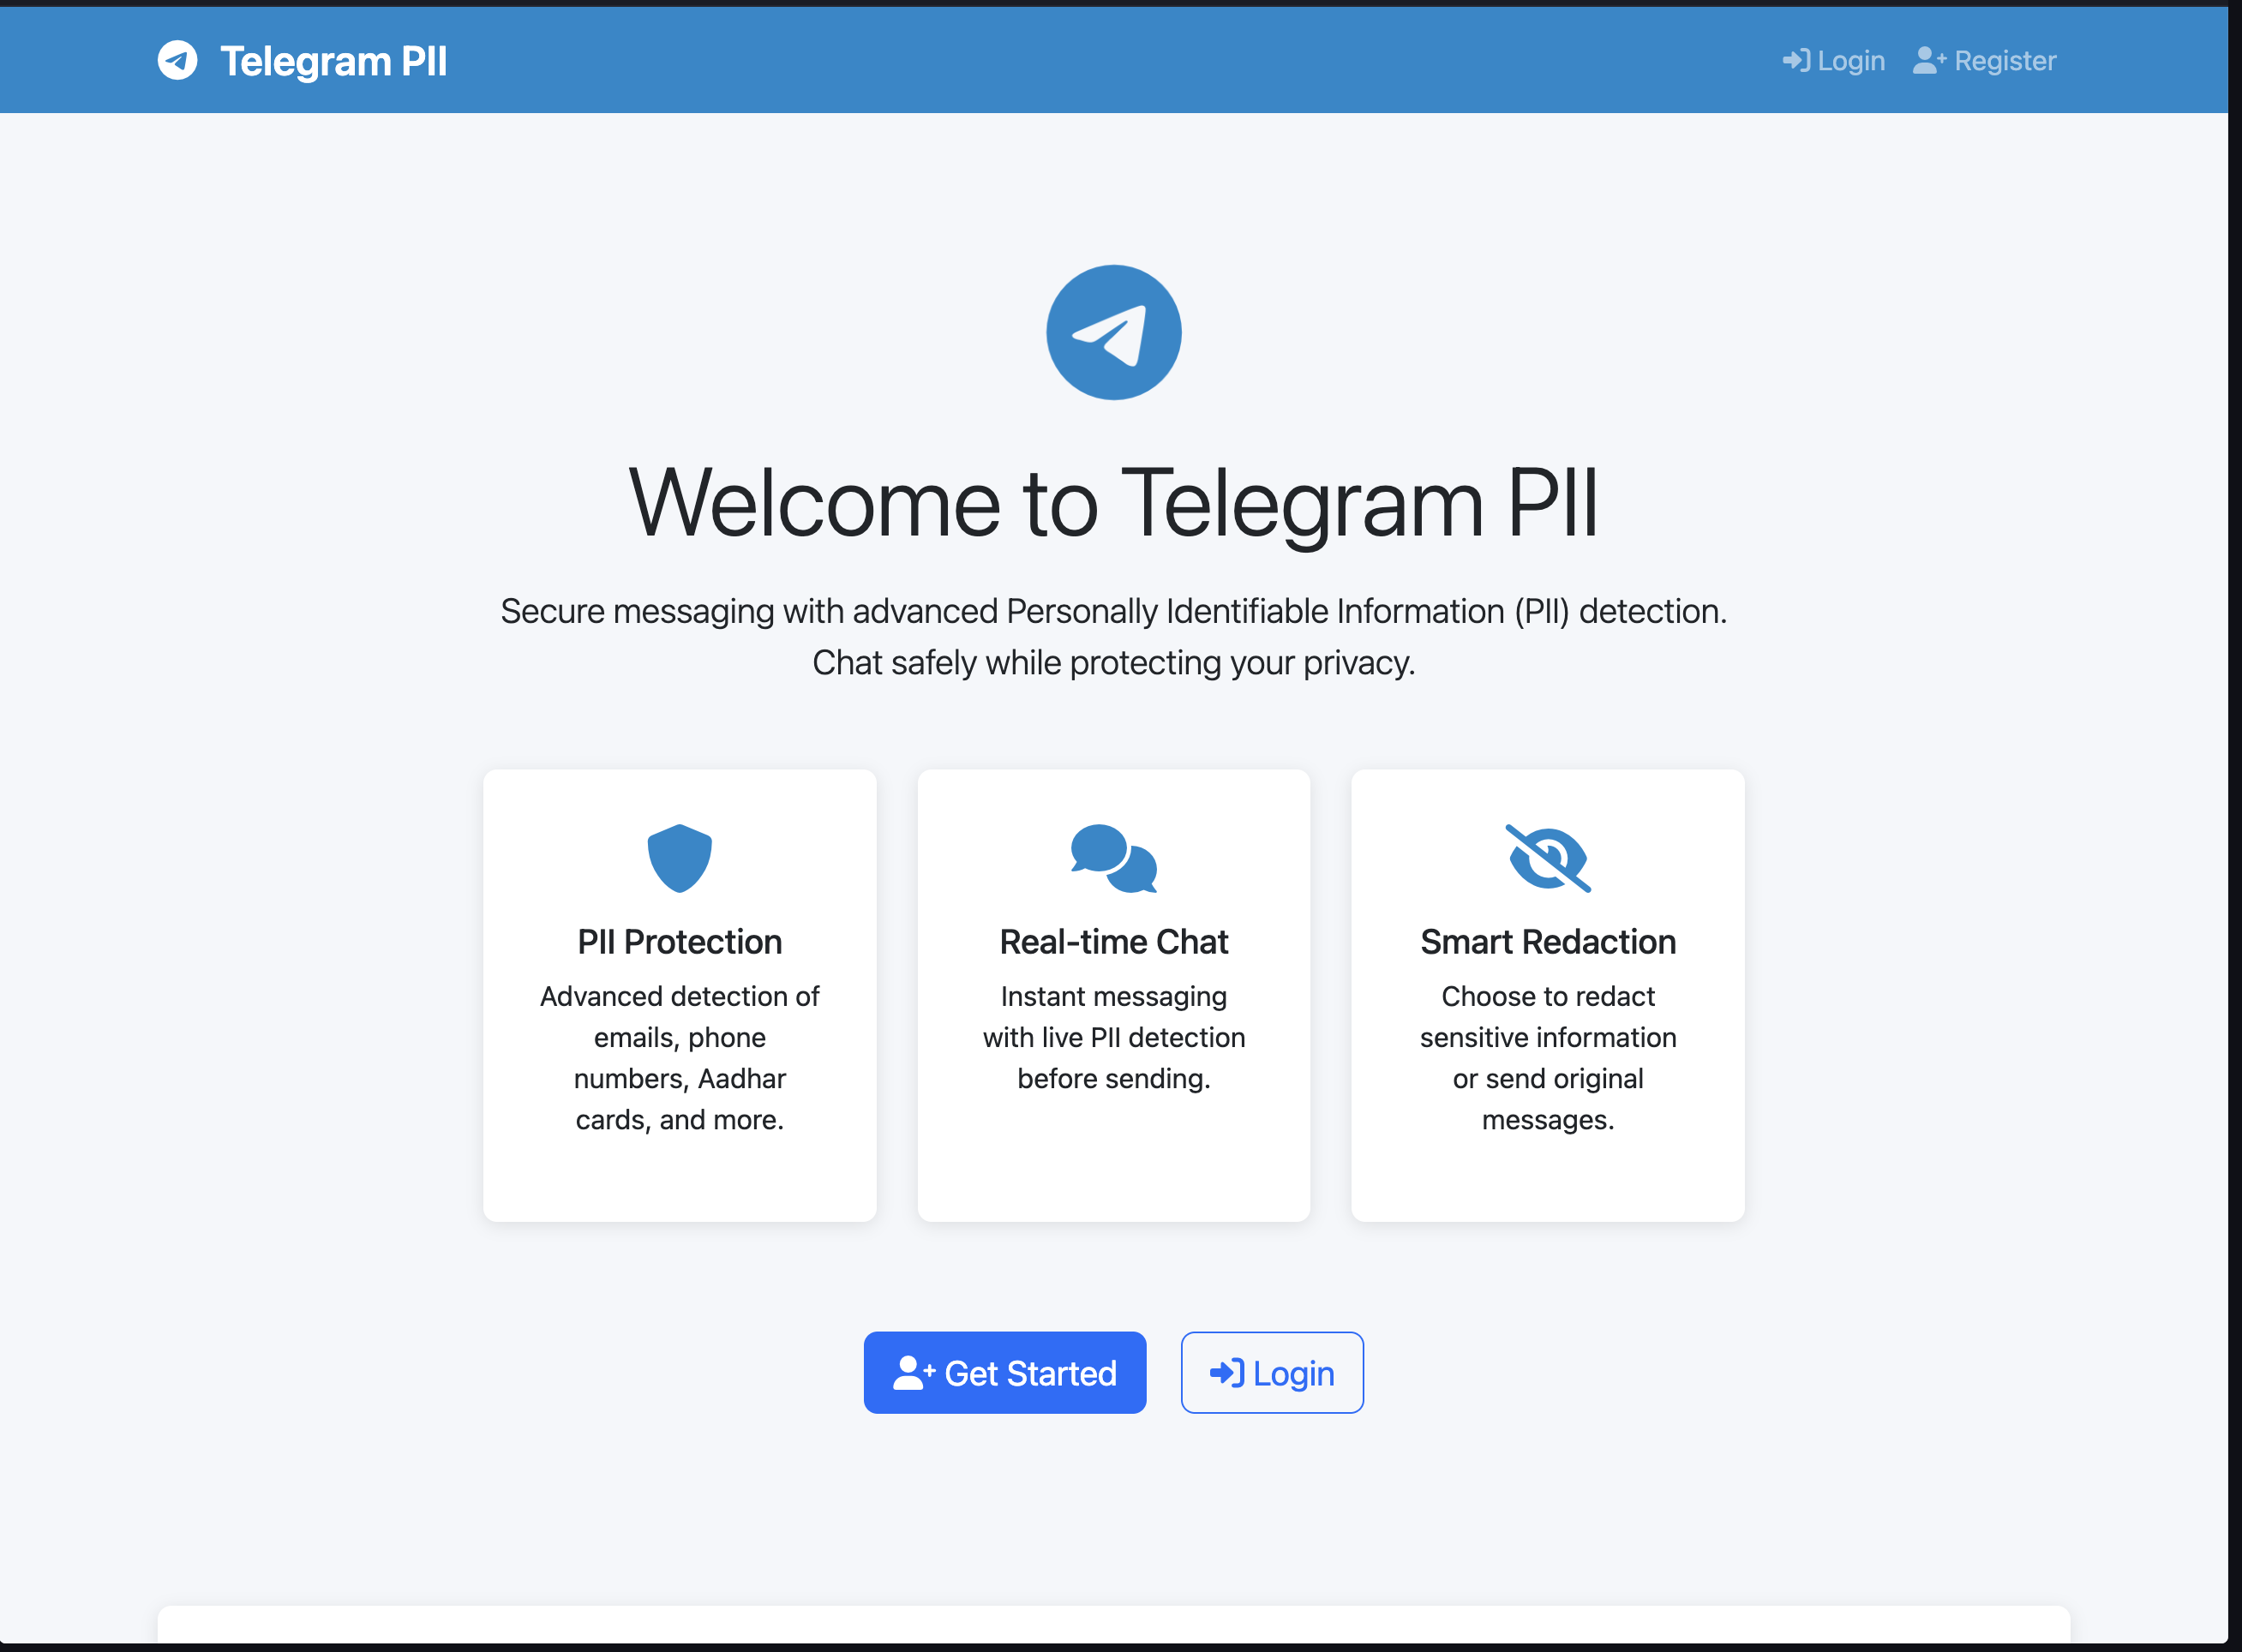 Telegram PII
Login
Register
Welcome to Telegram PII
Secure messaging with advanced Personally Identifiable Information (PII) detection.
Chat safely while protecting your privacy.
PII Protection
Advanced detection of
emails, phone
numbers, Aadhar
cards, and more.
Real-time Chat
Instant messaging
with live PII detection
before sending.
Smart Redaction
Choose to redact
sensitive information
or send original
messages.
Get Started
Login